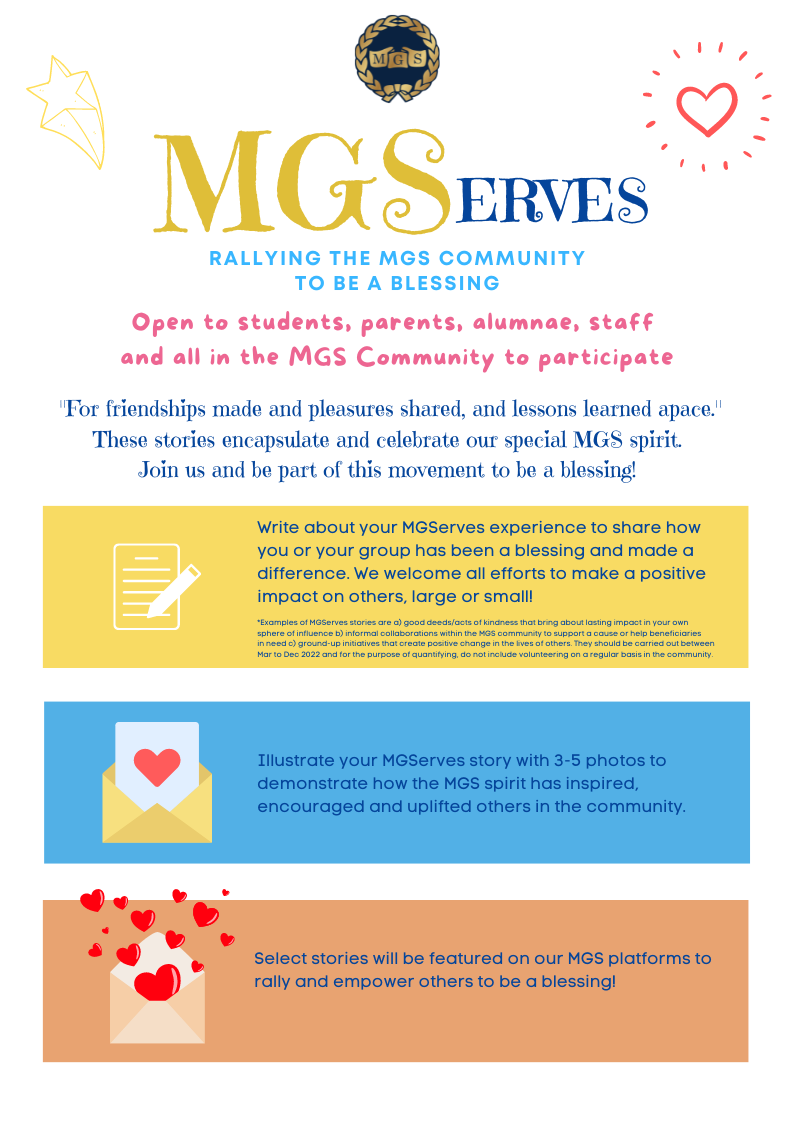 MGS
MGSERVES
RALLYING THE MGS COMMUNITY
TO BE A BLESSING
Open to students, parents, alumnae, staff
and all in the MGS Community to participate
"For friendships made and pleasures shared, and lessons learned apace."
These stories encapsulate and celebrate our special MGS spirit.
Join us and be part of this movement to be a blessing!
Write about your MGServes experience to share how
you or your group has been a blessing and made a
difference. We welcome all efforts to make a positive
impact on others, large or small!
*Examples of MGServes stories are a) good deeds/acts of kindness that bring about lasting impact in your own
sphere of influence b) informal collaborations within the MGS community to support a cause or help beneficiaries
in need c) ground-up initiatives that create positive change in the lives of others. They should be carried out between
Mar to Dec 2022 and for the purpose of quantifying, do not include volunteering on a regular basis in the community.
Illustrate your MGServes story with 3-5 photos to
demonstrate how the MGS spirit has inspired,
encouraged and uplifted others in the community.
Select stories will be featured on our MGS platforms to
rally and empower others to be a blessing!